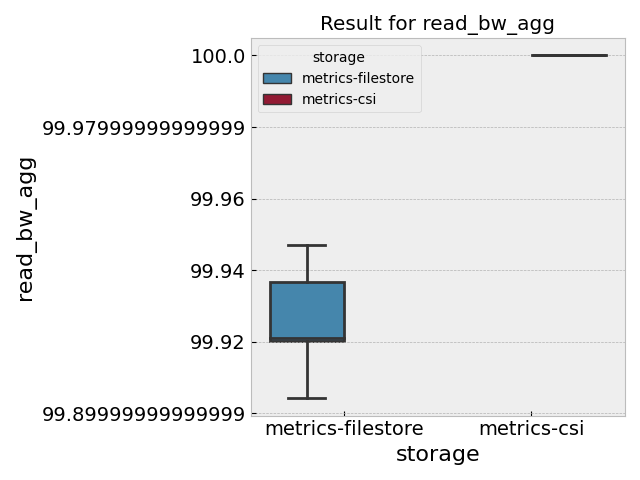 Result for read_bw_agg
storage
metrics-filestore
metrics-csi
100.0
99.97999999999999
99.96
99.94
99.92
99.89999999999999
read_bw_agg
metrics-filestore
metrics-csi
storage